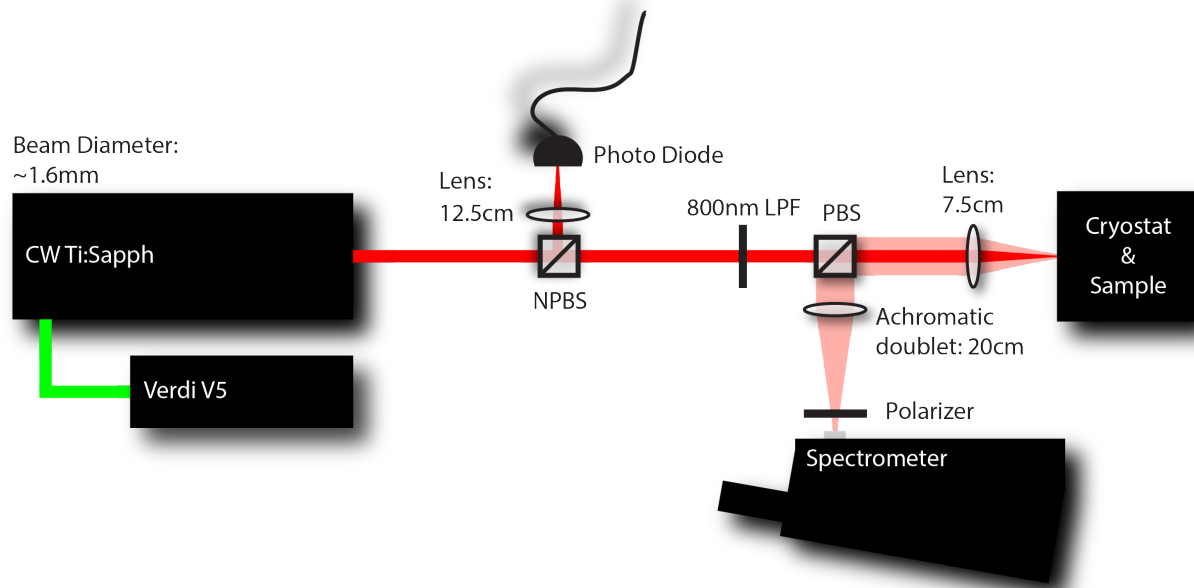 Beam Diameter:
~1.6mm
CW Ti:Sapph
Verdi V5
Lens:
12.5cm
Photo Diode
NPBS
800nm LPF
PBS
Lens:
7.5cm
Cryostat
&
Sample
Achromatic
doublet: 20cm
Polarizer
Spectrometer